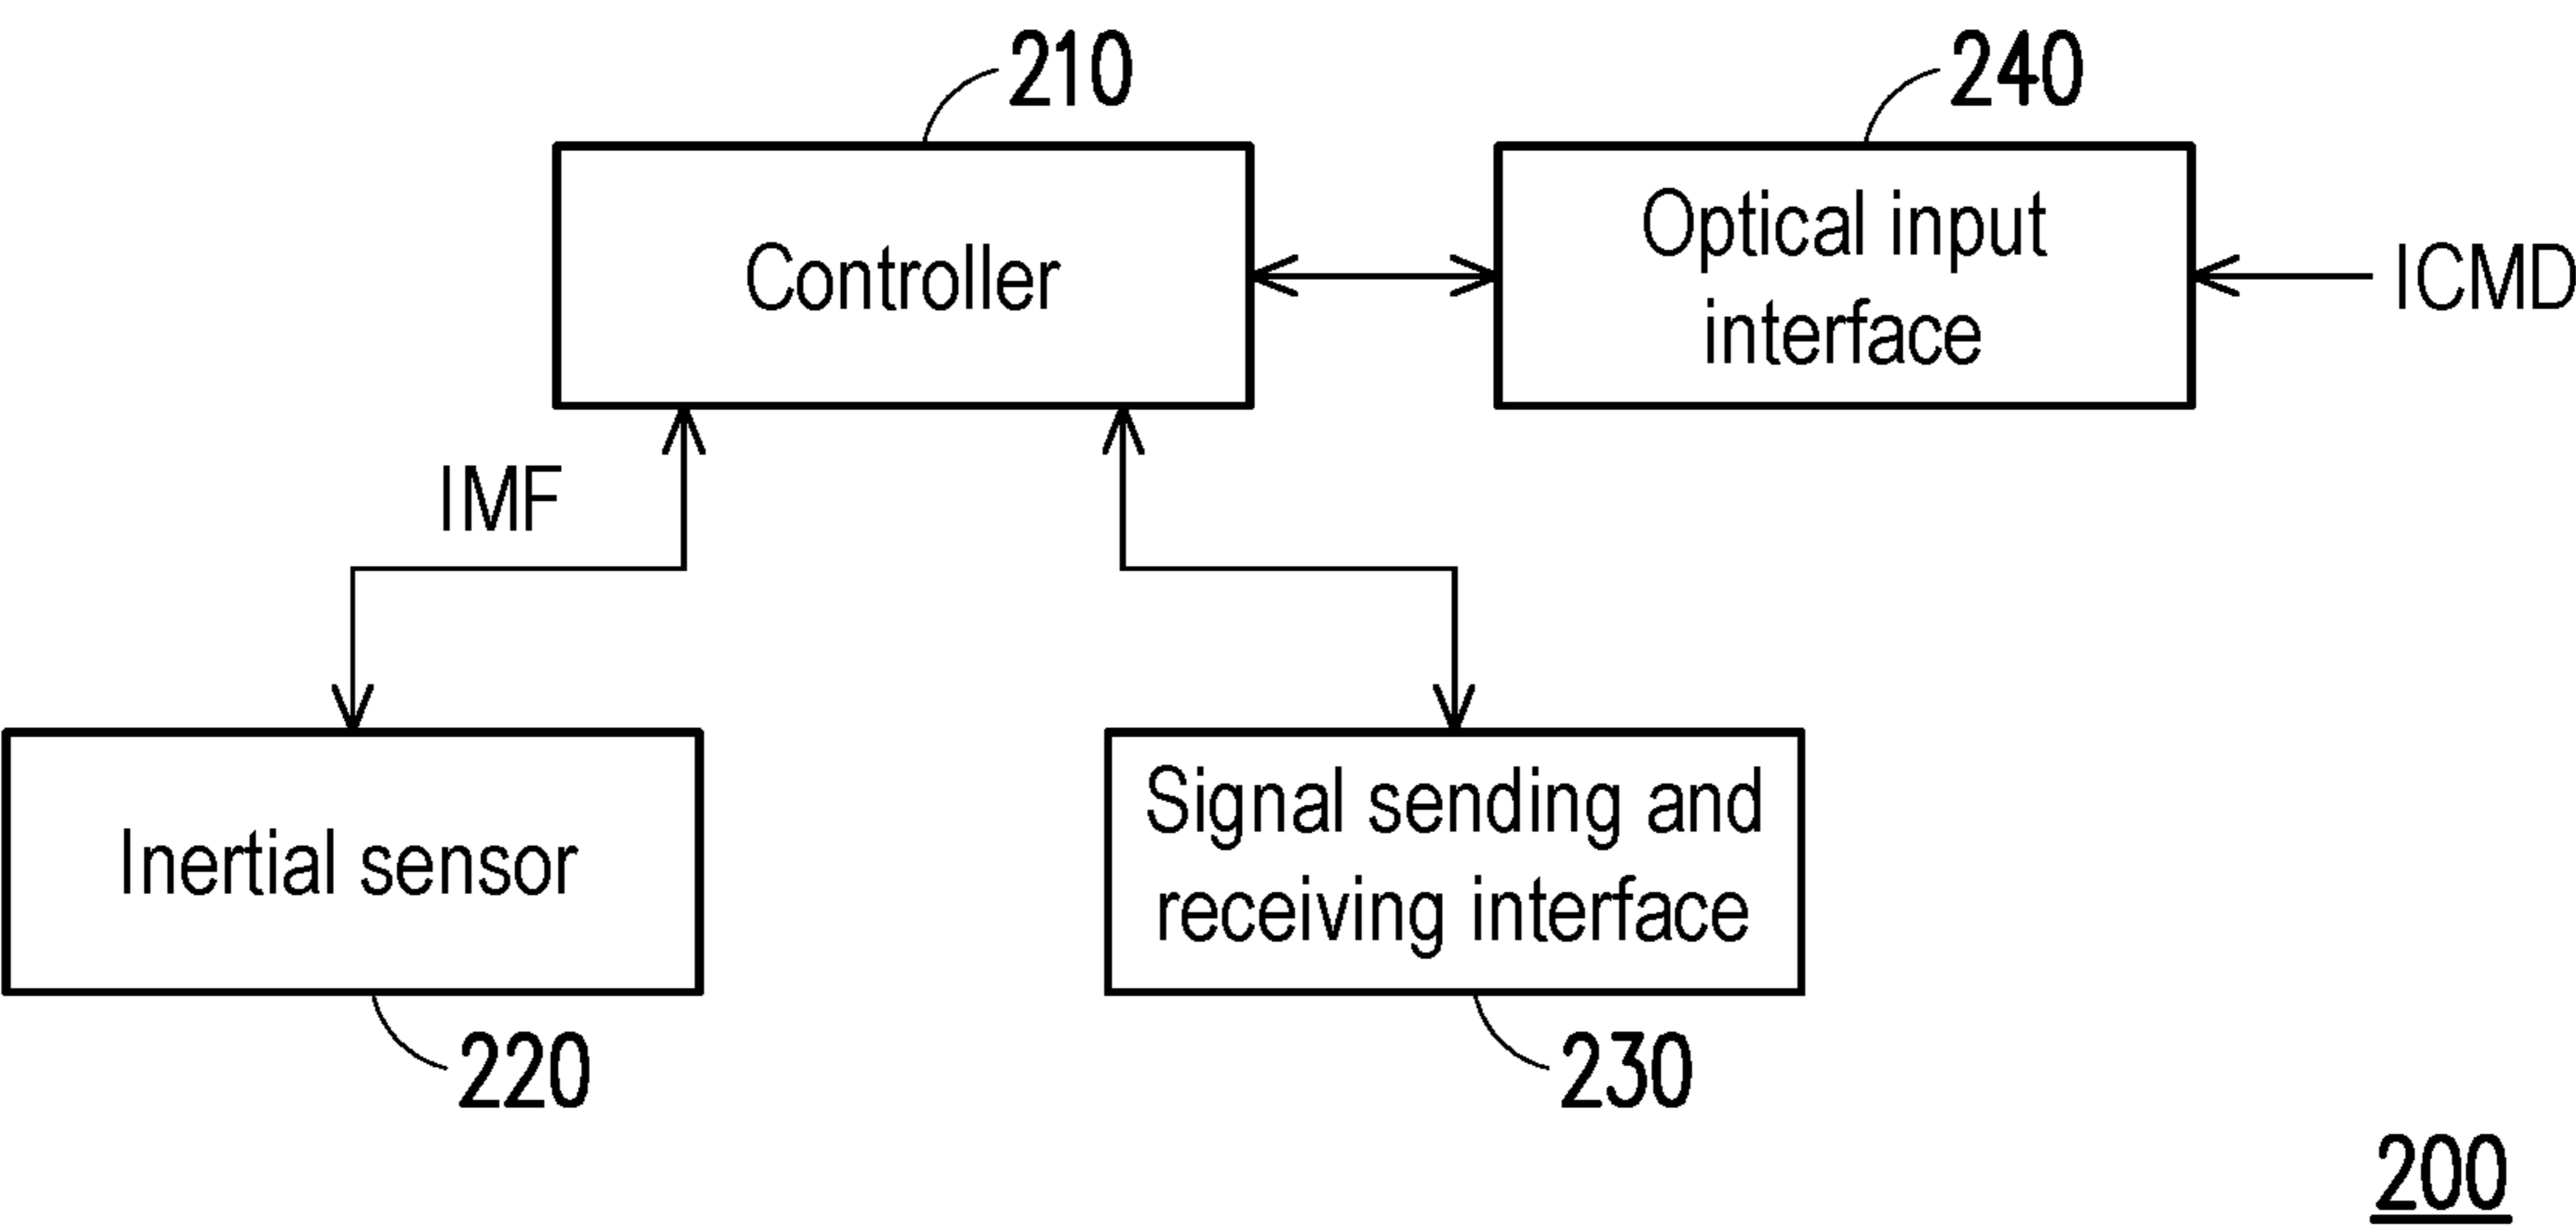 210
240
Controller
Optical input
interface
ICMD
IMF
Inertial sensor
Signal sending and
receiving interface
220
230
200